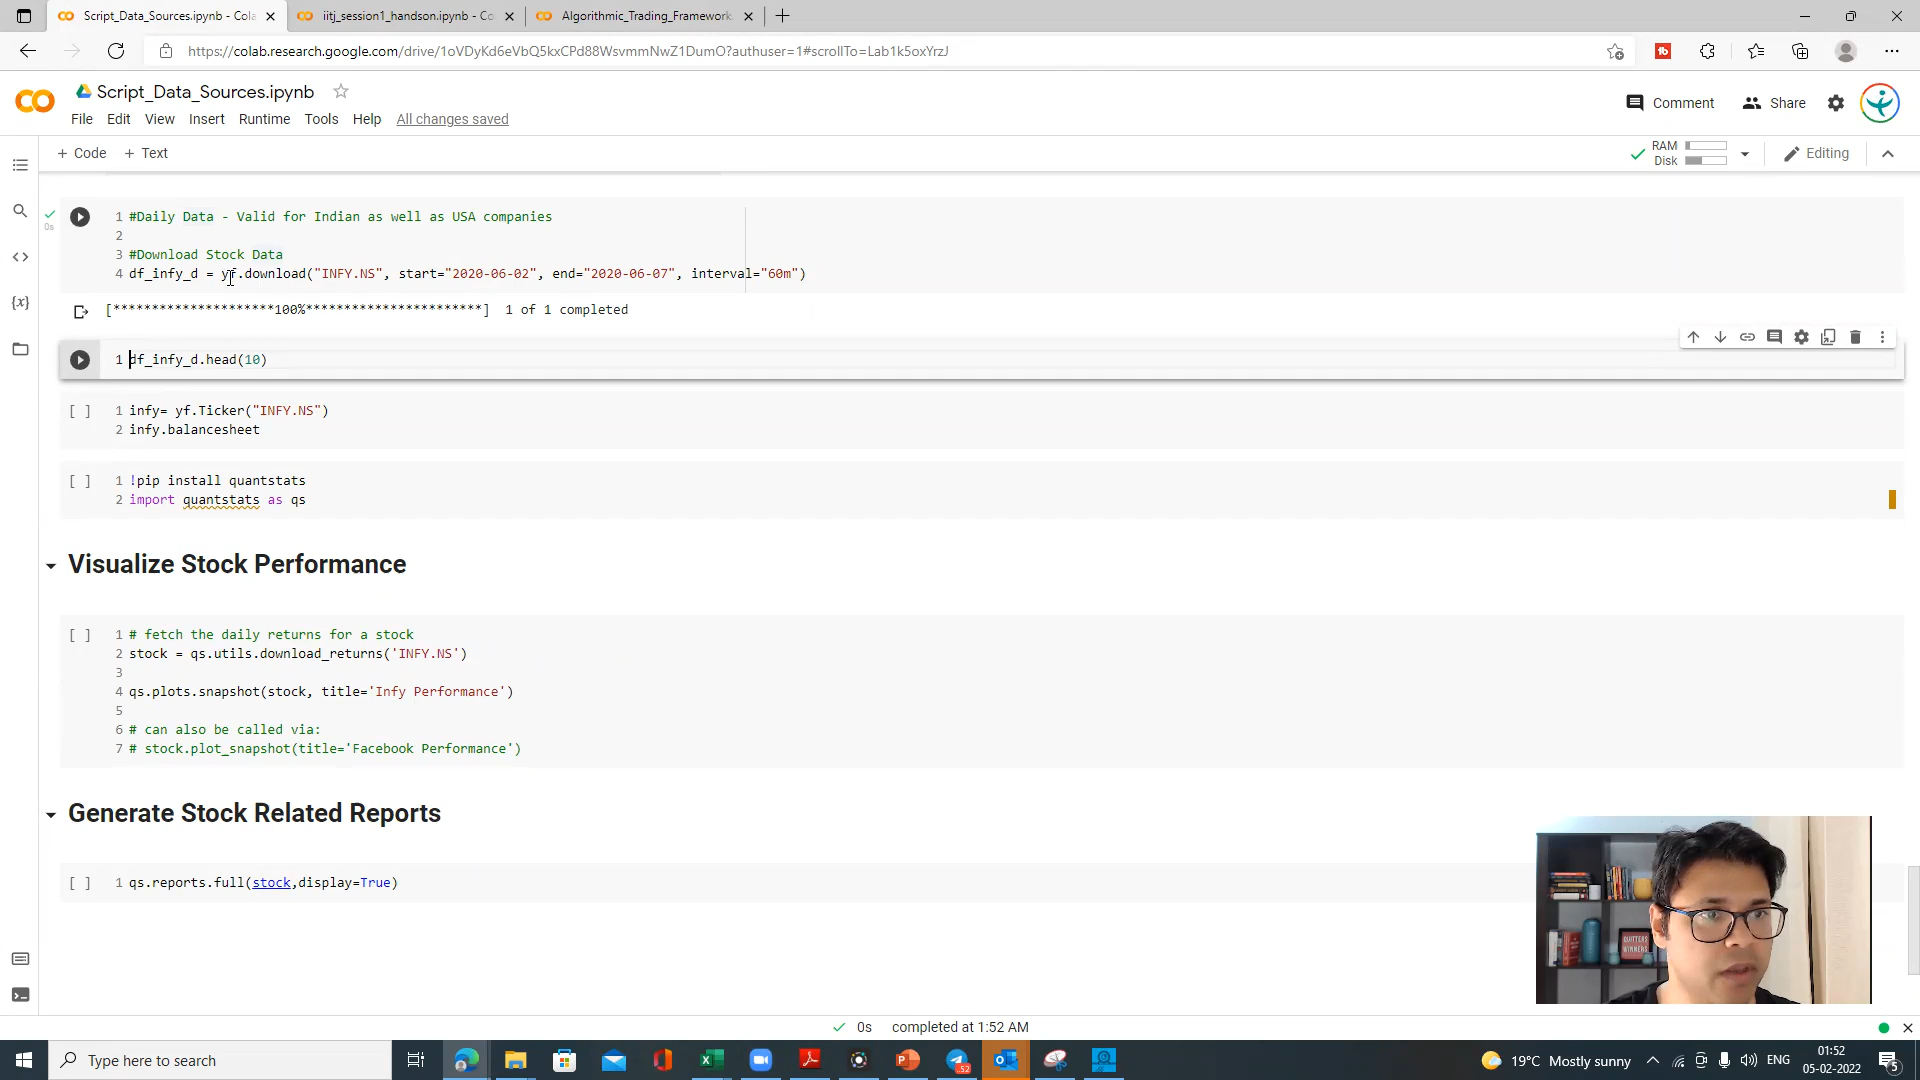 Script_Data_Sources.ipynb - Cola
iitj_session1_handson.ipynb - Co
Algorithmic_Trading_Framework.
https://colab.research.google.com/drive/1oVDyKd6eVbQ5kxCPd88WsvmmNwZ1DumO?authuser=1#scrollTo=Lab1k5oxYrzJ
Script_Data_Sources.ipynb
Comment
Share
File Edit View Insert Runtime Tools Help All changes saved
+ Code + Text
RAM
Disk
Editing
1 #Daily Data - Valid for Indian as well as USA companies
0s
2
3 #Download Stock Data
4 df_infy_d = yf.download("INFY.NS", start="2020-06-02", end="2020-06-07", interval="60m")
[**********************100%***********************] 1 of 1 completed
1 df_infy_d.head(10)
[ ] 1 infy= yf.Ticker("INFY.NS")
2 infy.balancesheet
[ ] 1 !pip install quantstats
2 import quantstats as qs
Visualize Stock Performance
[ ] 1 # fetch the daily returns for a stock
2 stock = qs.utils.download_returns('INFY.NS')
3
4 qs.plots.snapshot(stock, title='Infy Performance')
5
6 # can also be called via:
7 # stock.plot_snapshot(title='Facebook Performance')
Generate Stock Related Reports
[ ] 1 qs.reports.full(stock,display=True)
QUITTERS
WINNERS
0s completed at 1:52 AM
Type here to search
52
19°C Mostly sunny
ENG
01:52
05-02-2022
5